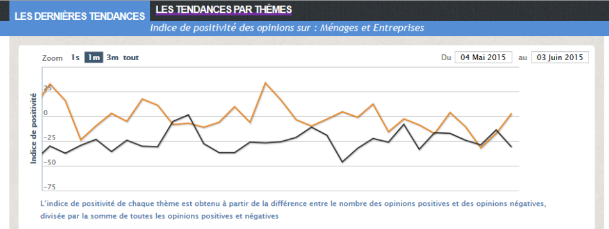 LES DERNIÈRES TENDANCES
LES TENDANCES PAR THÈMES
Indice de positivité des opinions sur : Ménages et Entreprises
Zoom 1s 1m 3m tout Du 04 Mai 2015 au 03 Juin 2015
Indice de positivité
25
0
-25
-50
-75
L'indice de positivité de chaque thème est obtenu à partir de la différence entre le nombre des opinions positives et des opinions négatives,
divisée par la somme de toutes les opinions positives et négatives